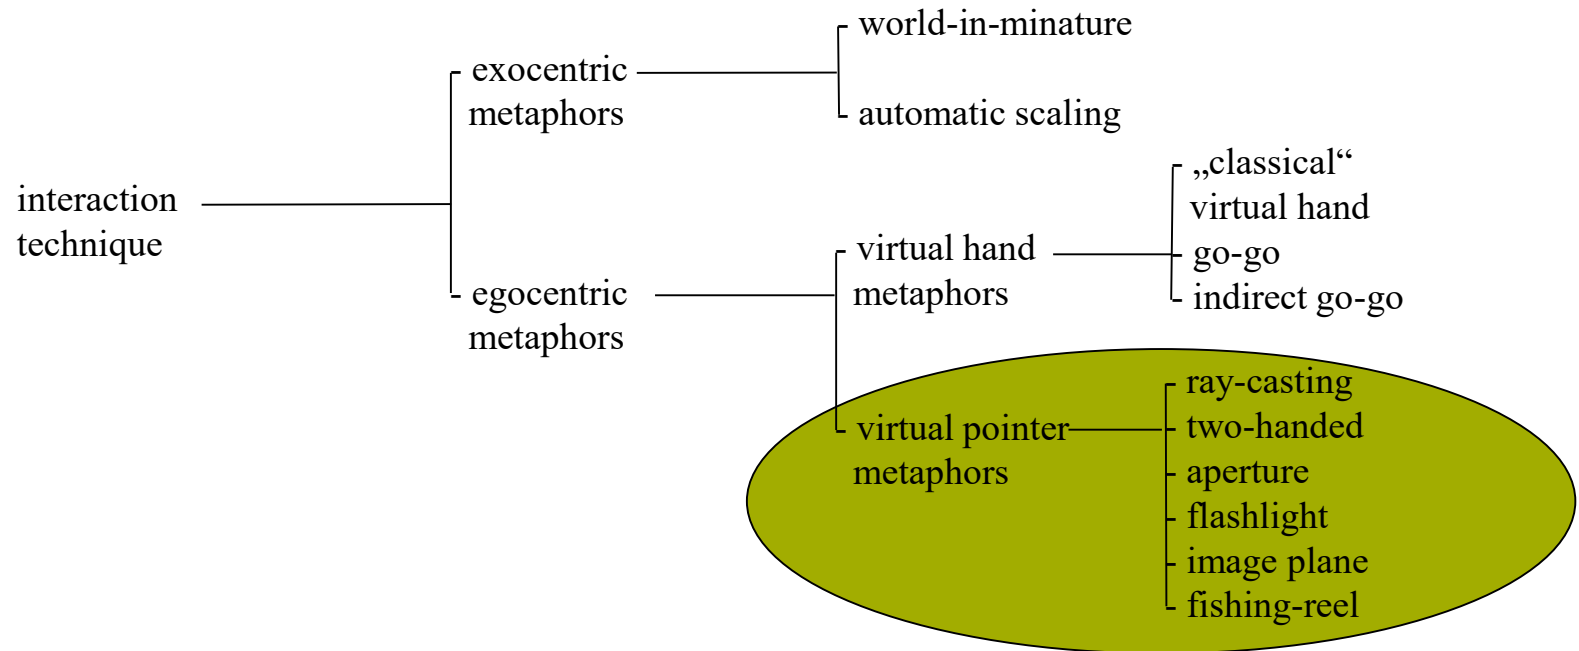 interaction
technique
- exocentric
metaphors
- world-in-minature
- automatic scaling
- egocentric
metaphors
- virtual hand
metaphors
- „classical“
virtual hand
- go-go
- indirect go-go
- virtual pointer
metaphors
- ray-casting
- two-handed
- aperture
- flashlight
- image plane
- fishing-reel